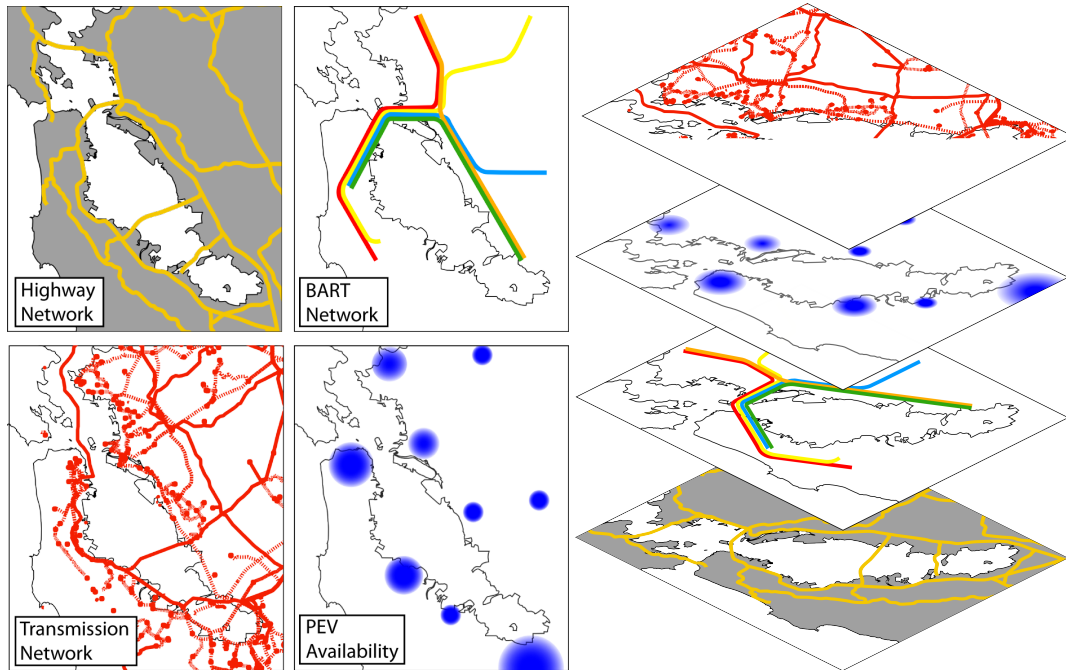 Highway
Network
BART
Network
Transmission
Network
PEV
Availability